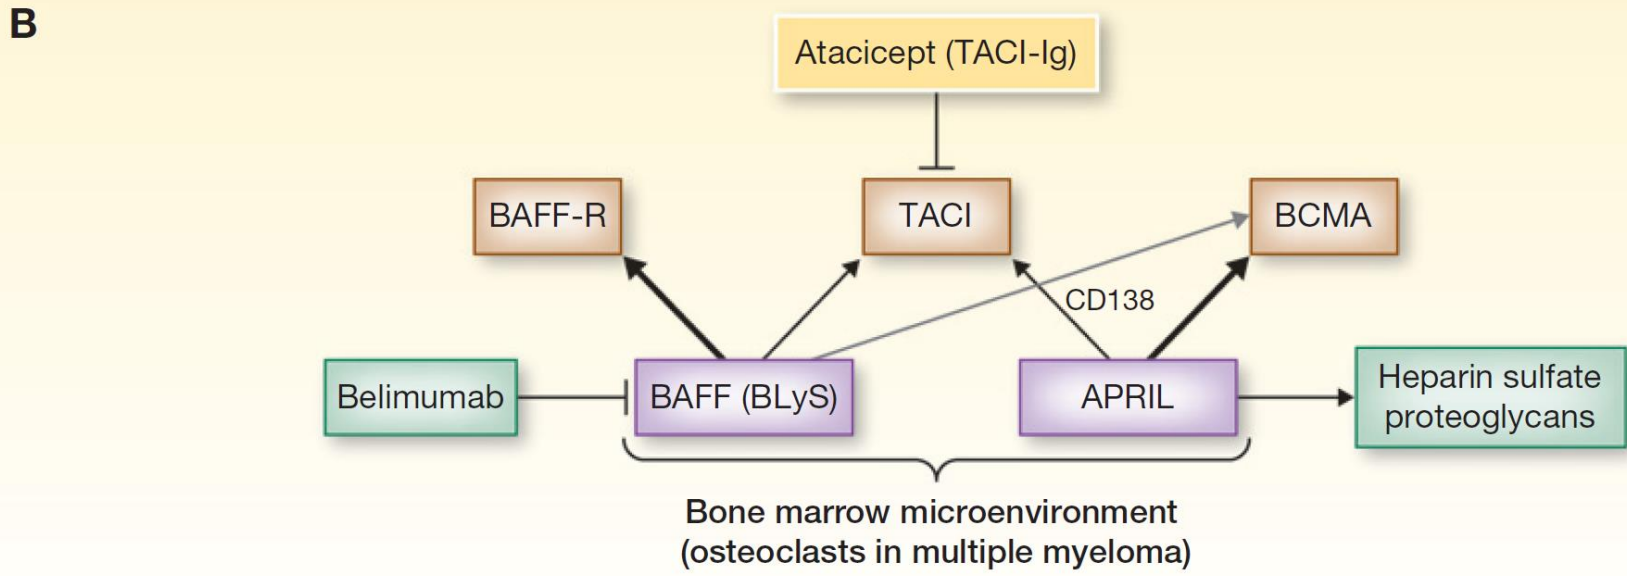 B
Atacicept (TACI-Ig)
BAFF-R
TACI
BCMA
CD138
Belimumab
BAFF (BLyS)
APRIL
Heparin sulfate
proteoglycans
Bone marrow microenvironment
(osteoclasts in multiple myeloma)